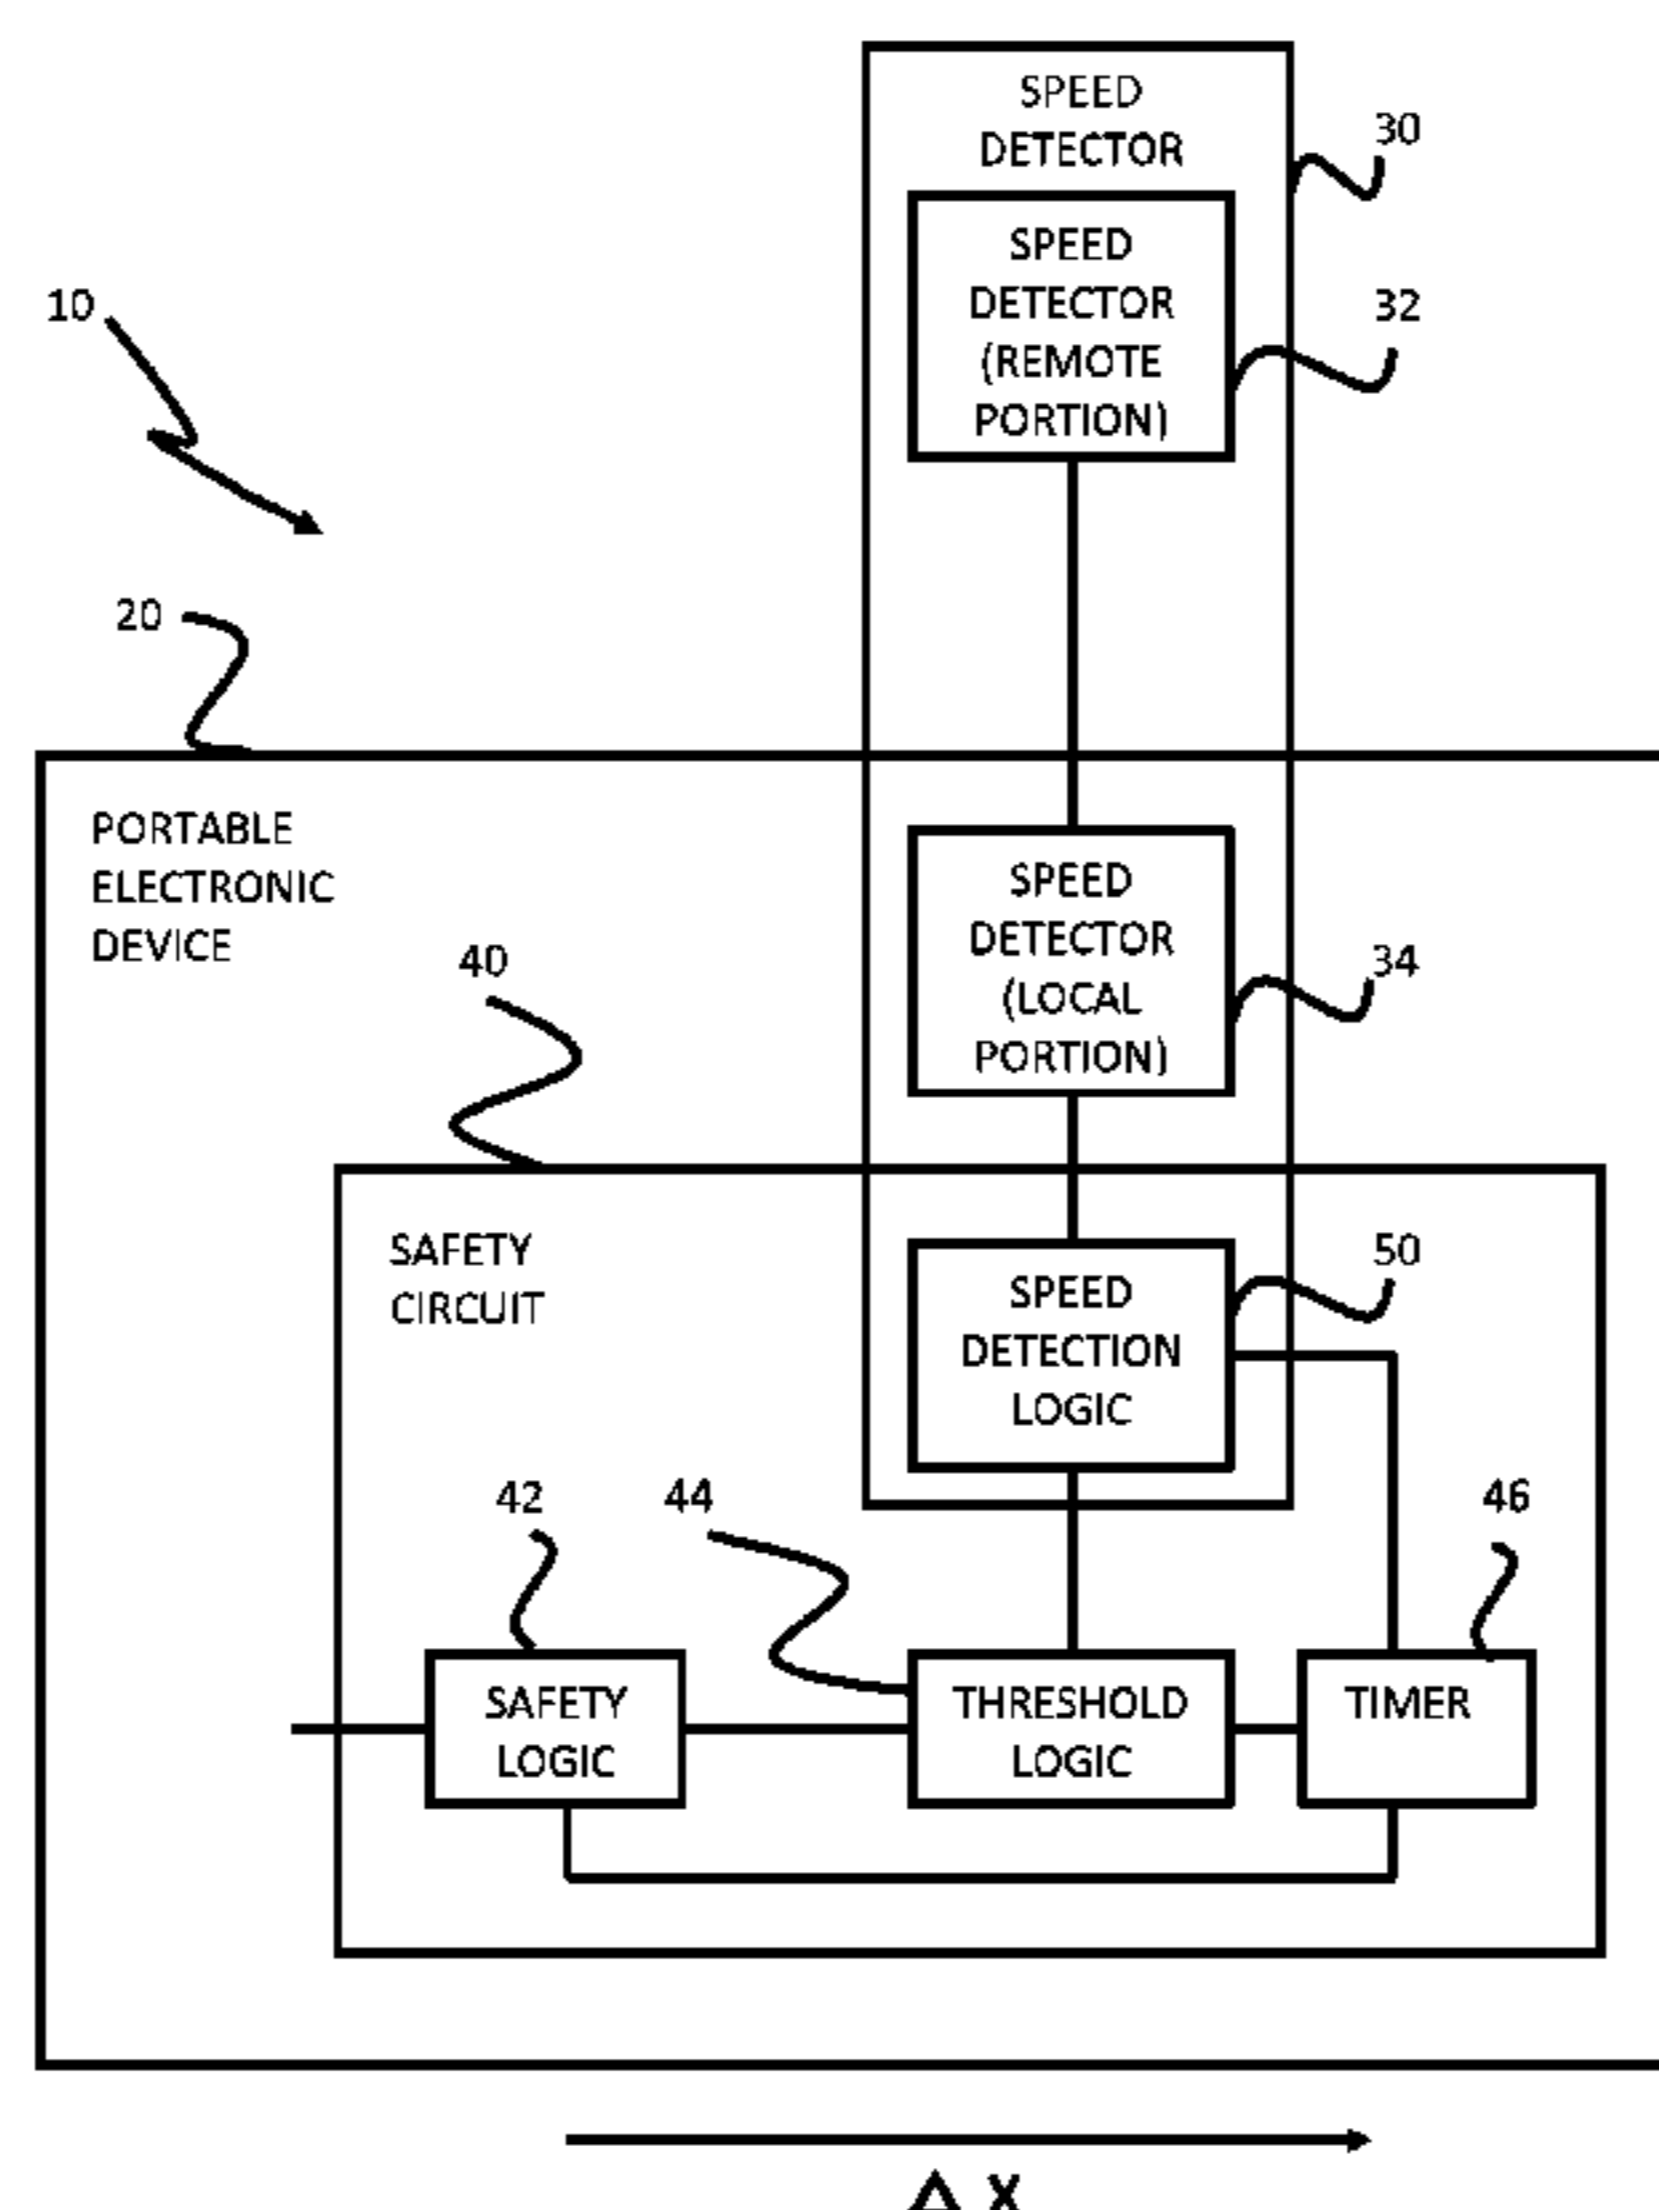 SPEED
DETECTOR
30
SPEED
DETECTOR
(REMOTE
PORTION)
32
10
20
PORTABLE
ELECTRONIC
DEVICE
SPEED
DETECTOR
(LOCAL
PORTION)
34
40
SAFETY
CIRCUIT
SPEED
DETECTION
LOGIC
50
42
44
46
SAFETY
LOGIC
THRESHOLD
LOGIC
TIMER
Δ X